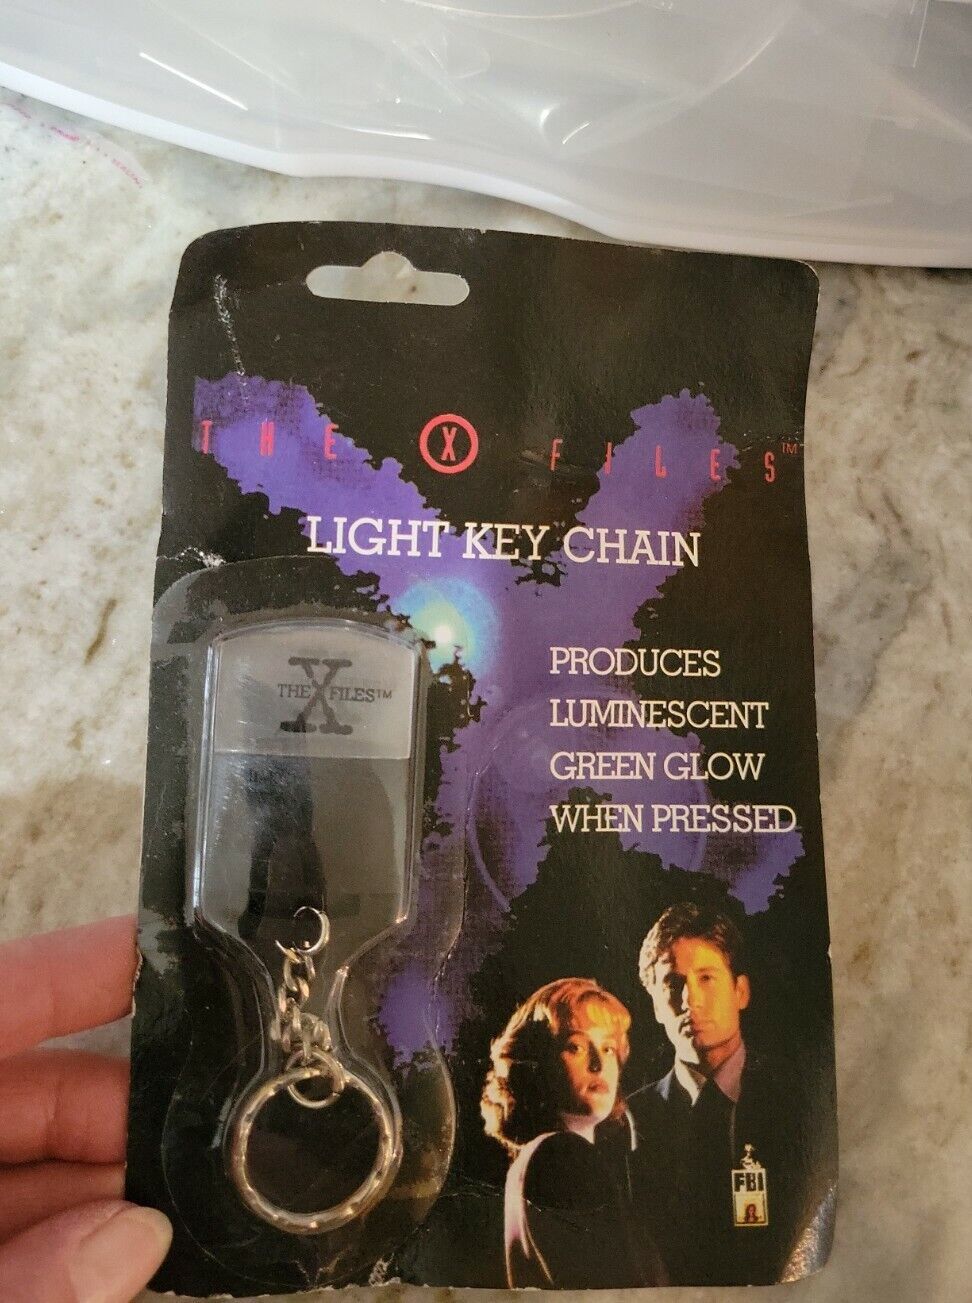 THE X FILES™
LIGHT KEY CHAIN
THE X FILES™
PRODUCES
LUMINESCENT
GREEN GLOW
WHEN PRESSED
FBI